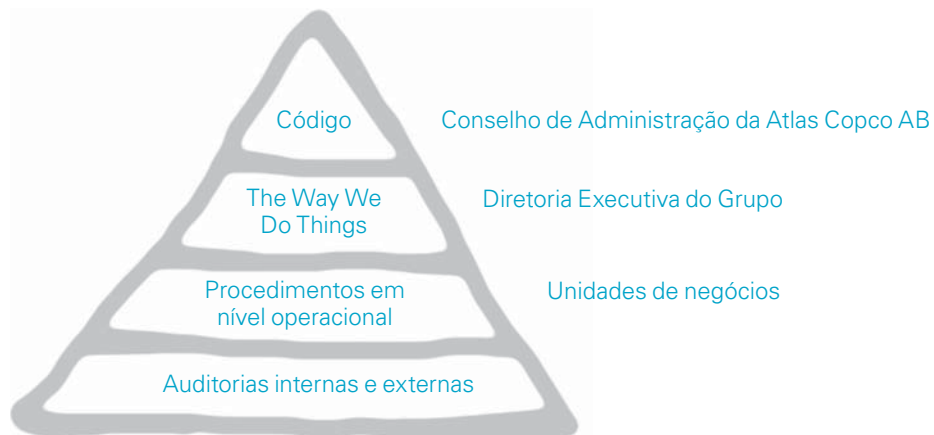 Código
Conselho de Administração da Atlas Copco AB
The Way We
Do Things
Diretoria Executiva do Grupo
Procedimentos em
nível operacional
Unidades de negócios
Auditorias internas e externas